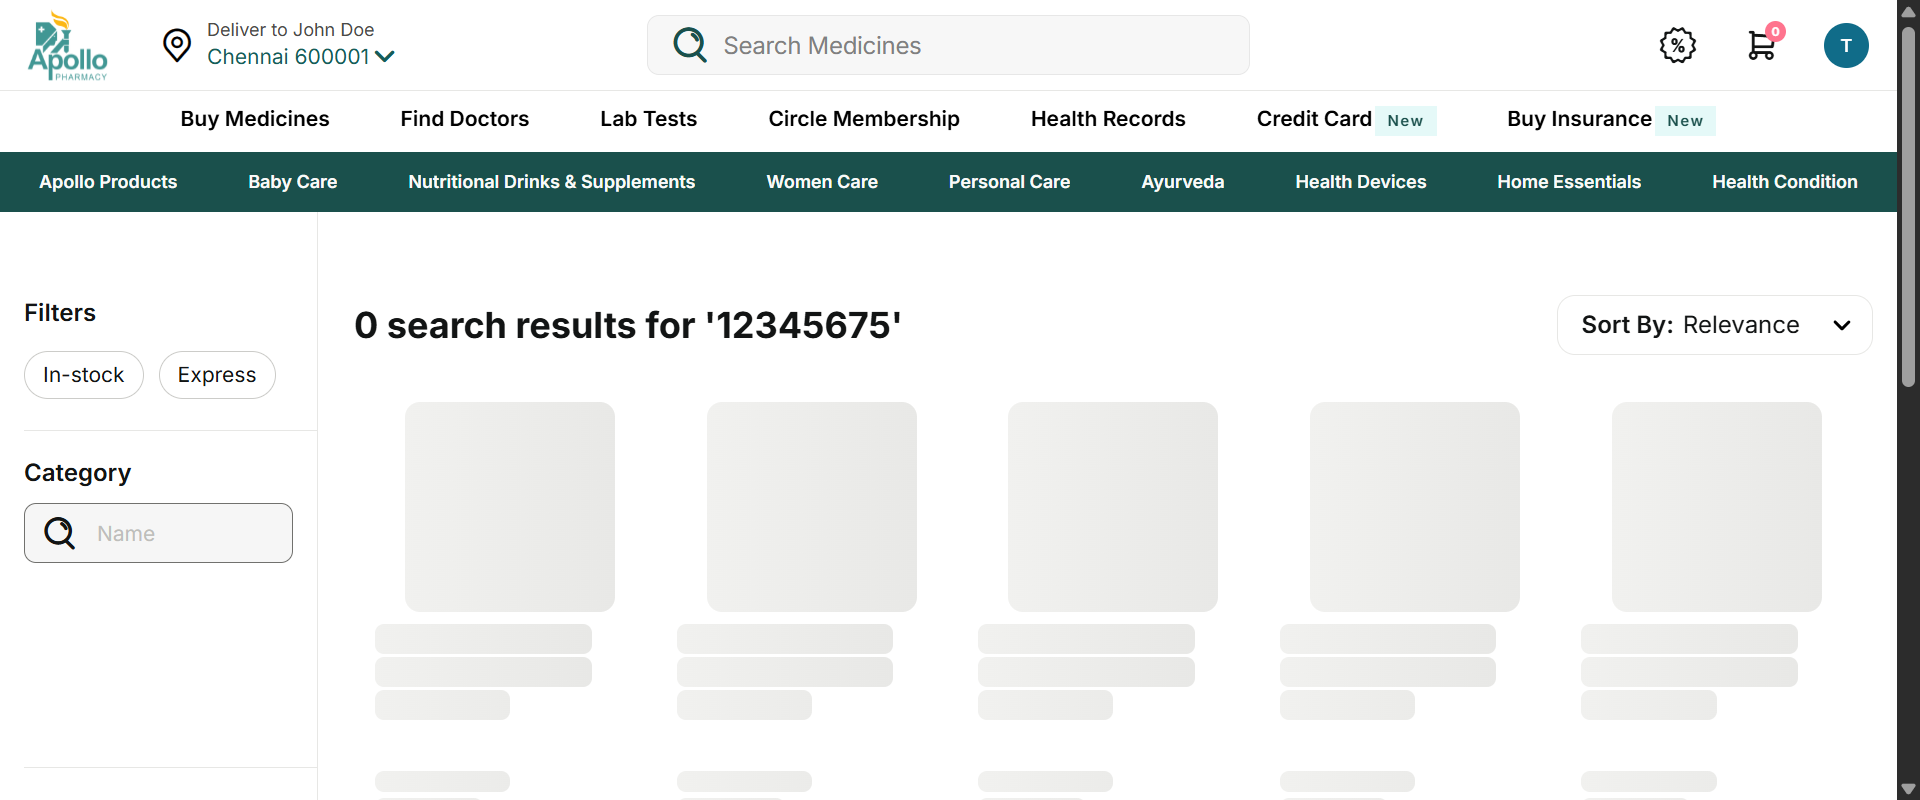 Apollo
PHARMACY
Deliver to John Doe
Chennai 600001
Search Medicines
%
0
T
Buy Medicines
Find Doctors
Lab Tests
Circle Membership
Health Records
Credit Card New
Buy Insurance New
Apollo Products
Baby Care
Nutritional Drinks & Supplements
Women Care
Personal Care
Ayurveda
Health Devices
Home Essentials
Health Condition
Filters
In-stock
Express
Category
Name
0 search results for '12345675'
Sort By: Relevance